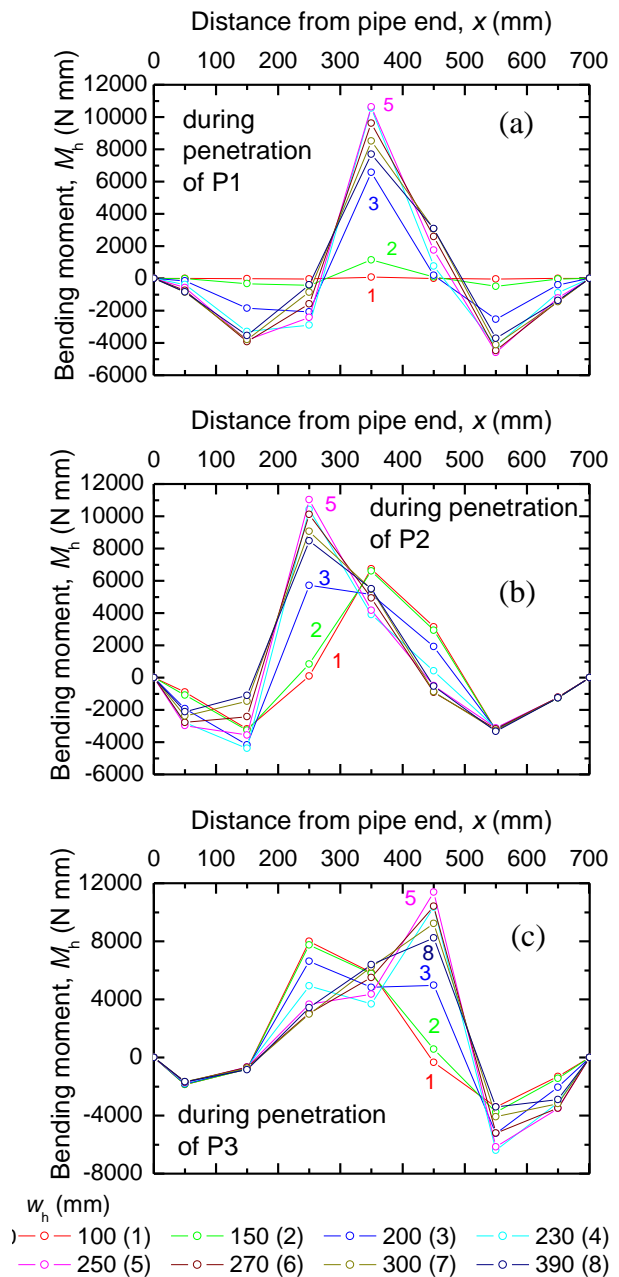 Distance from pipe end, x (mm)
0 100 200 300 400 500 600 700
Bending moment, Mh (N mm)
12000
10000
8000
6000
4000
2000
0
-2000
-4000
-6000
during
penetration
of P1
(a)
5
3
2
1
Distance from pipe end, x (mm)
0 100 200 300 400 500 600 700
Bending moment, Mh (N mm)
12000
10000
8000
6000
4000
2000
0
-2000
-4000
-6000
during penetration
of P2
(b)
5
3
2
1
Distance from pipe end, x (mm)
0 100 200 300 400 500 600 700
Bending moment, Mh (N mm)
12000
8000
4000
0
-4000
-8000
(c)
5
8
3
2
1
during penetration
of P3
wh (mm)
100 (1) 150 (2) 200 (3) 230 (4)
250 (5) 270 (6) 300 (7) 390 (8)